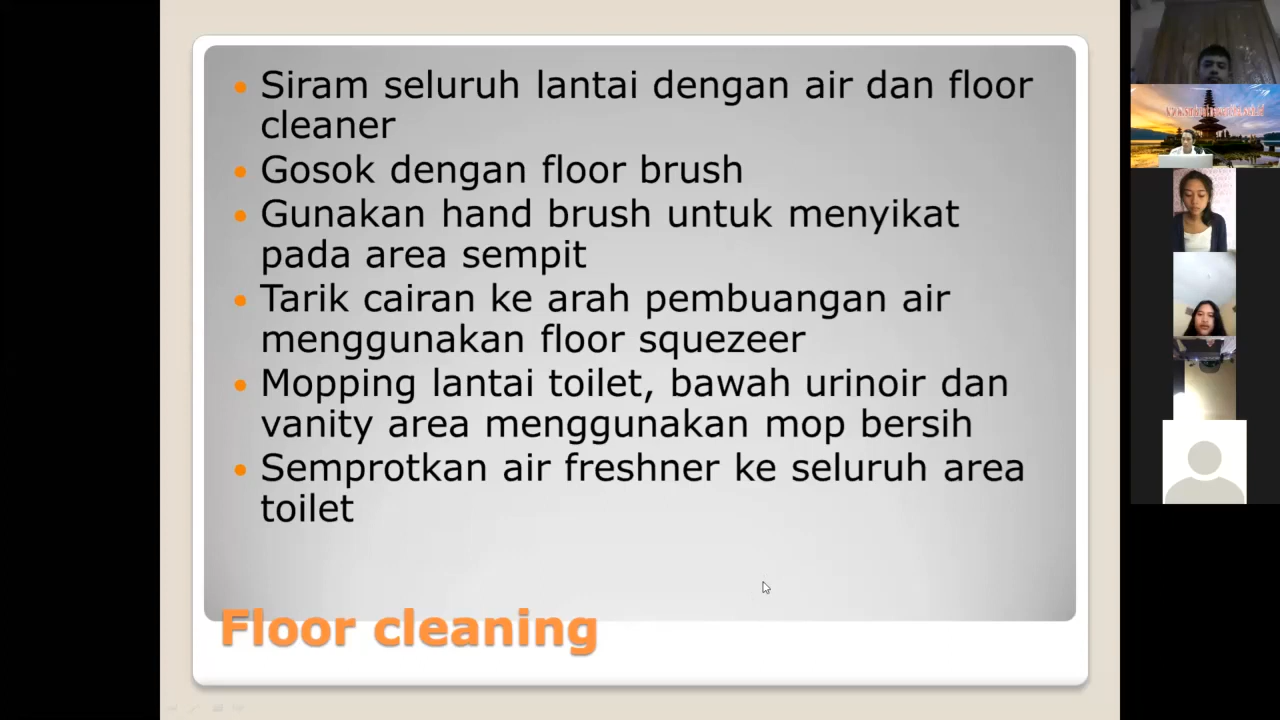 Siram seluruh lantai dengan air dan floor
cleaner
Gosok dengan floor brush
Gunakan hand brush untuk menyikat
pada area sempit
Tarik cairan ke arah pembuangan air
menggunakan floor squezeer
Mopping lantai toilet, bawah urinoir dan
vanity area menggunakan mop bersih
Semprotkan air freshner ke seluruh area
toilet
Floor cleaning